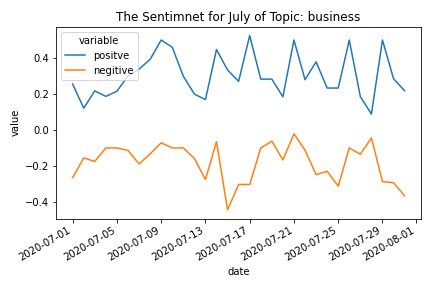 The Sentimnet for July of Topic: business
variable
positve
negitive
value
0.4
0.2
0.0
−0.2
−0.4
2020-07-01
2020-07-05
2020-07-09
2020-07-13
2020-07-17
2020-07-21
2020-07-25
2020-07-29
2020-08-01
date